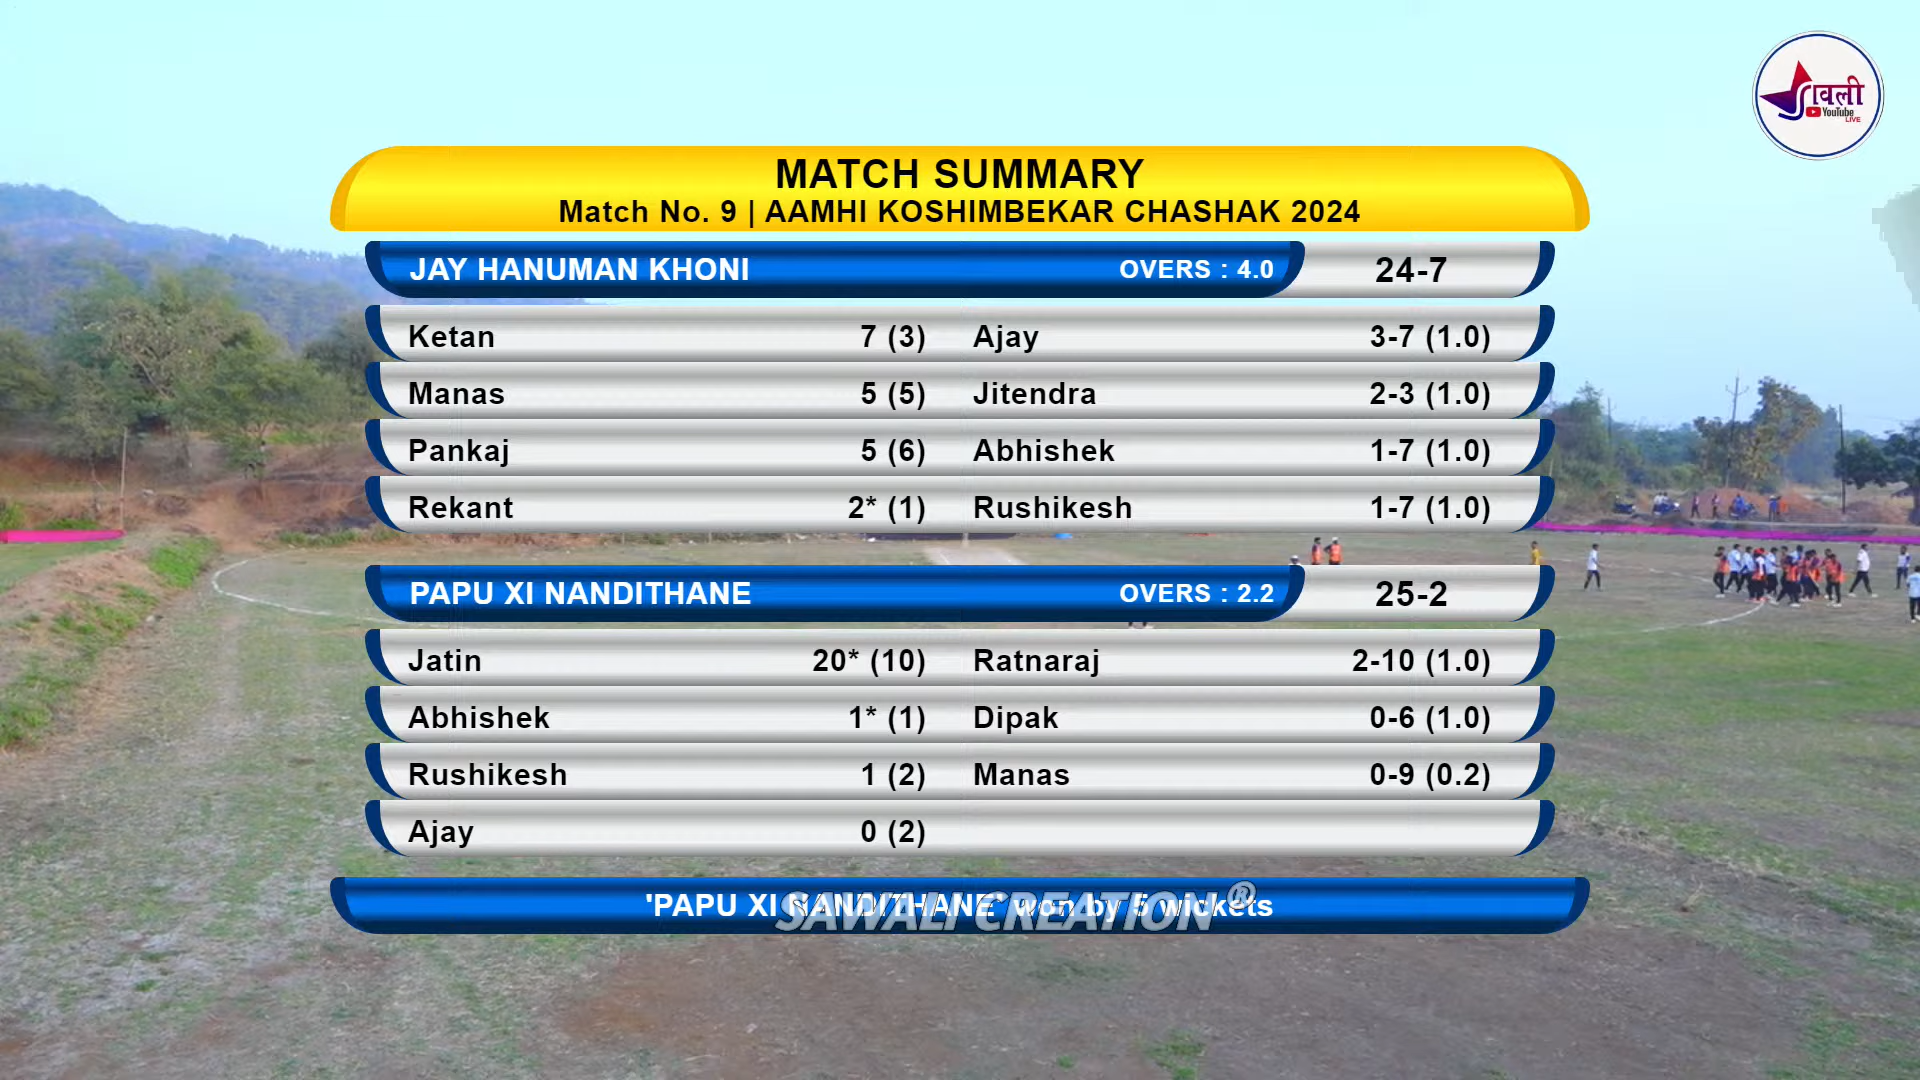 सावली
YouTube
LIVE
MATCH SUMMARY
Match No. 9 | AAMHI KOSHIMBEKAR CHASHAK 2024
JAY HANUMAN KHONI OVERS : 4.0 24-7
Ketan 7 (3) Ajay 3-7 (1.0)
Manas 5 (5) Jitendra 2-3 (1.0)
Pankaj 5 (6) Abhishek 1-7 (1.0)
Rekant 2* (1) Rushikesh 1-7 (1.0)
PAPU XI NANDITHANE OVERS : 2.2 25-2
Jatin 20* (10) Ratnaraj 2-10 (1.0)
Abhishek 1* (1) Dipak 0-6 (1.0)
Rushikesh 1 (2) Manas 0-9 (0.2)
Ajay 0 (2)
'PAPU XI NANDITHANE' won by 5 wickets
SAWALI CREATION®